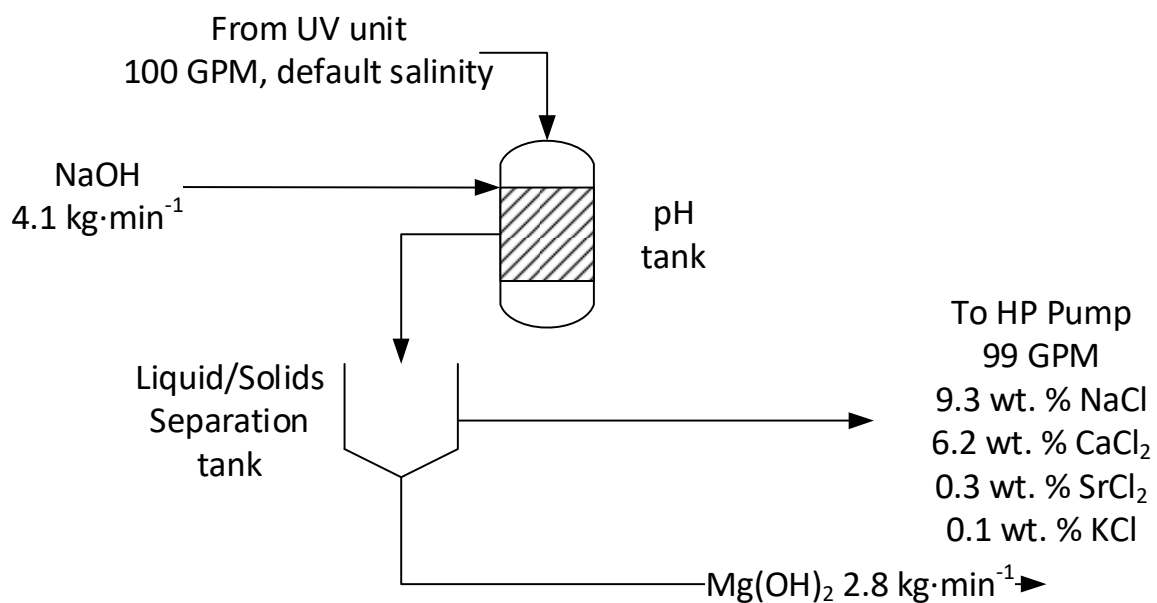 From UV unit
100 GPM, default salinity
NaOH
4.1 kg·min⁻¹
pH
tank
Liquid/Solids
Separation
tank
To HP Pump
99 GPM
9.3 wt. % NaCl
6.2 wt. % CaCl₂
0.3 wt. % SrCl₂
0.1 wt. % KCl
Mg(OH)₂ 2.8 kg·min⁻¹